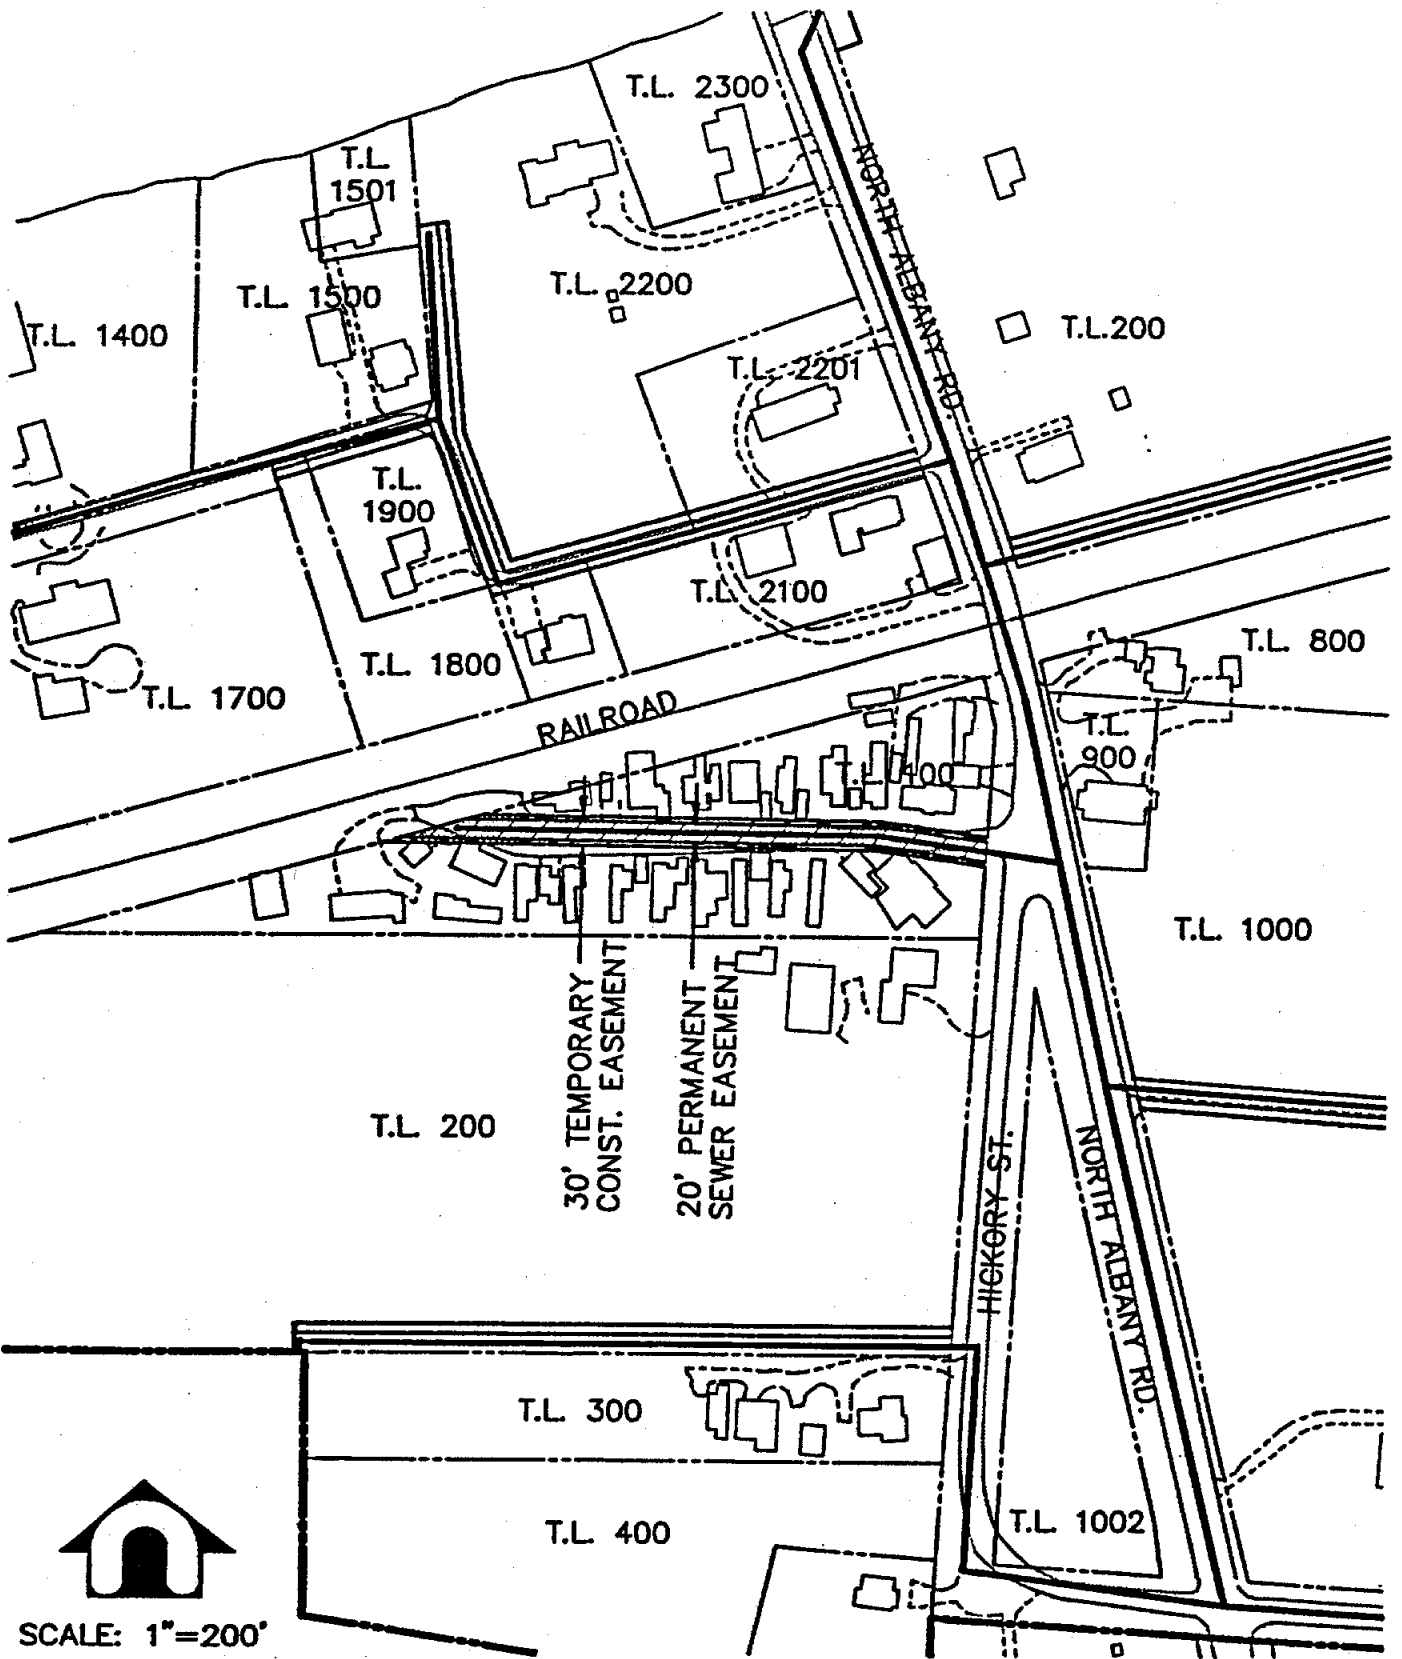 T.L. 2300
T.L.
1501
NORTH ALBANY RD.
T.L. 2200
T.L. 1500
T.L. 1400
T.L.200
T.L. 2201
T.L.
1900
T.L. 2100
T.L. 800
T.L. 1800
T.L. 1700
RAILROAD
T.L.
900
100
T.L. 1000
30' TEMPORARY
CONST. EASEMENT
20' PERMANENT
SEWER EASEMENT
T.L. 200
HICKORY ST.
NORTH ALBANY RD.
T.L. 300
T.L. 400
T.L. 1002
SCALE: 1"=200'